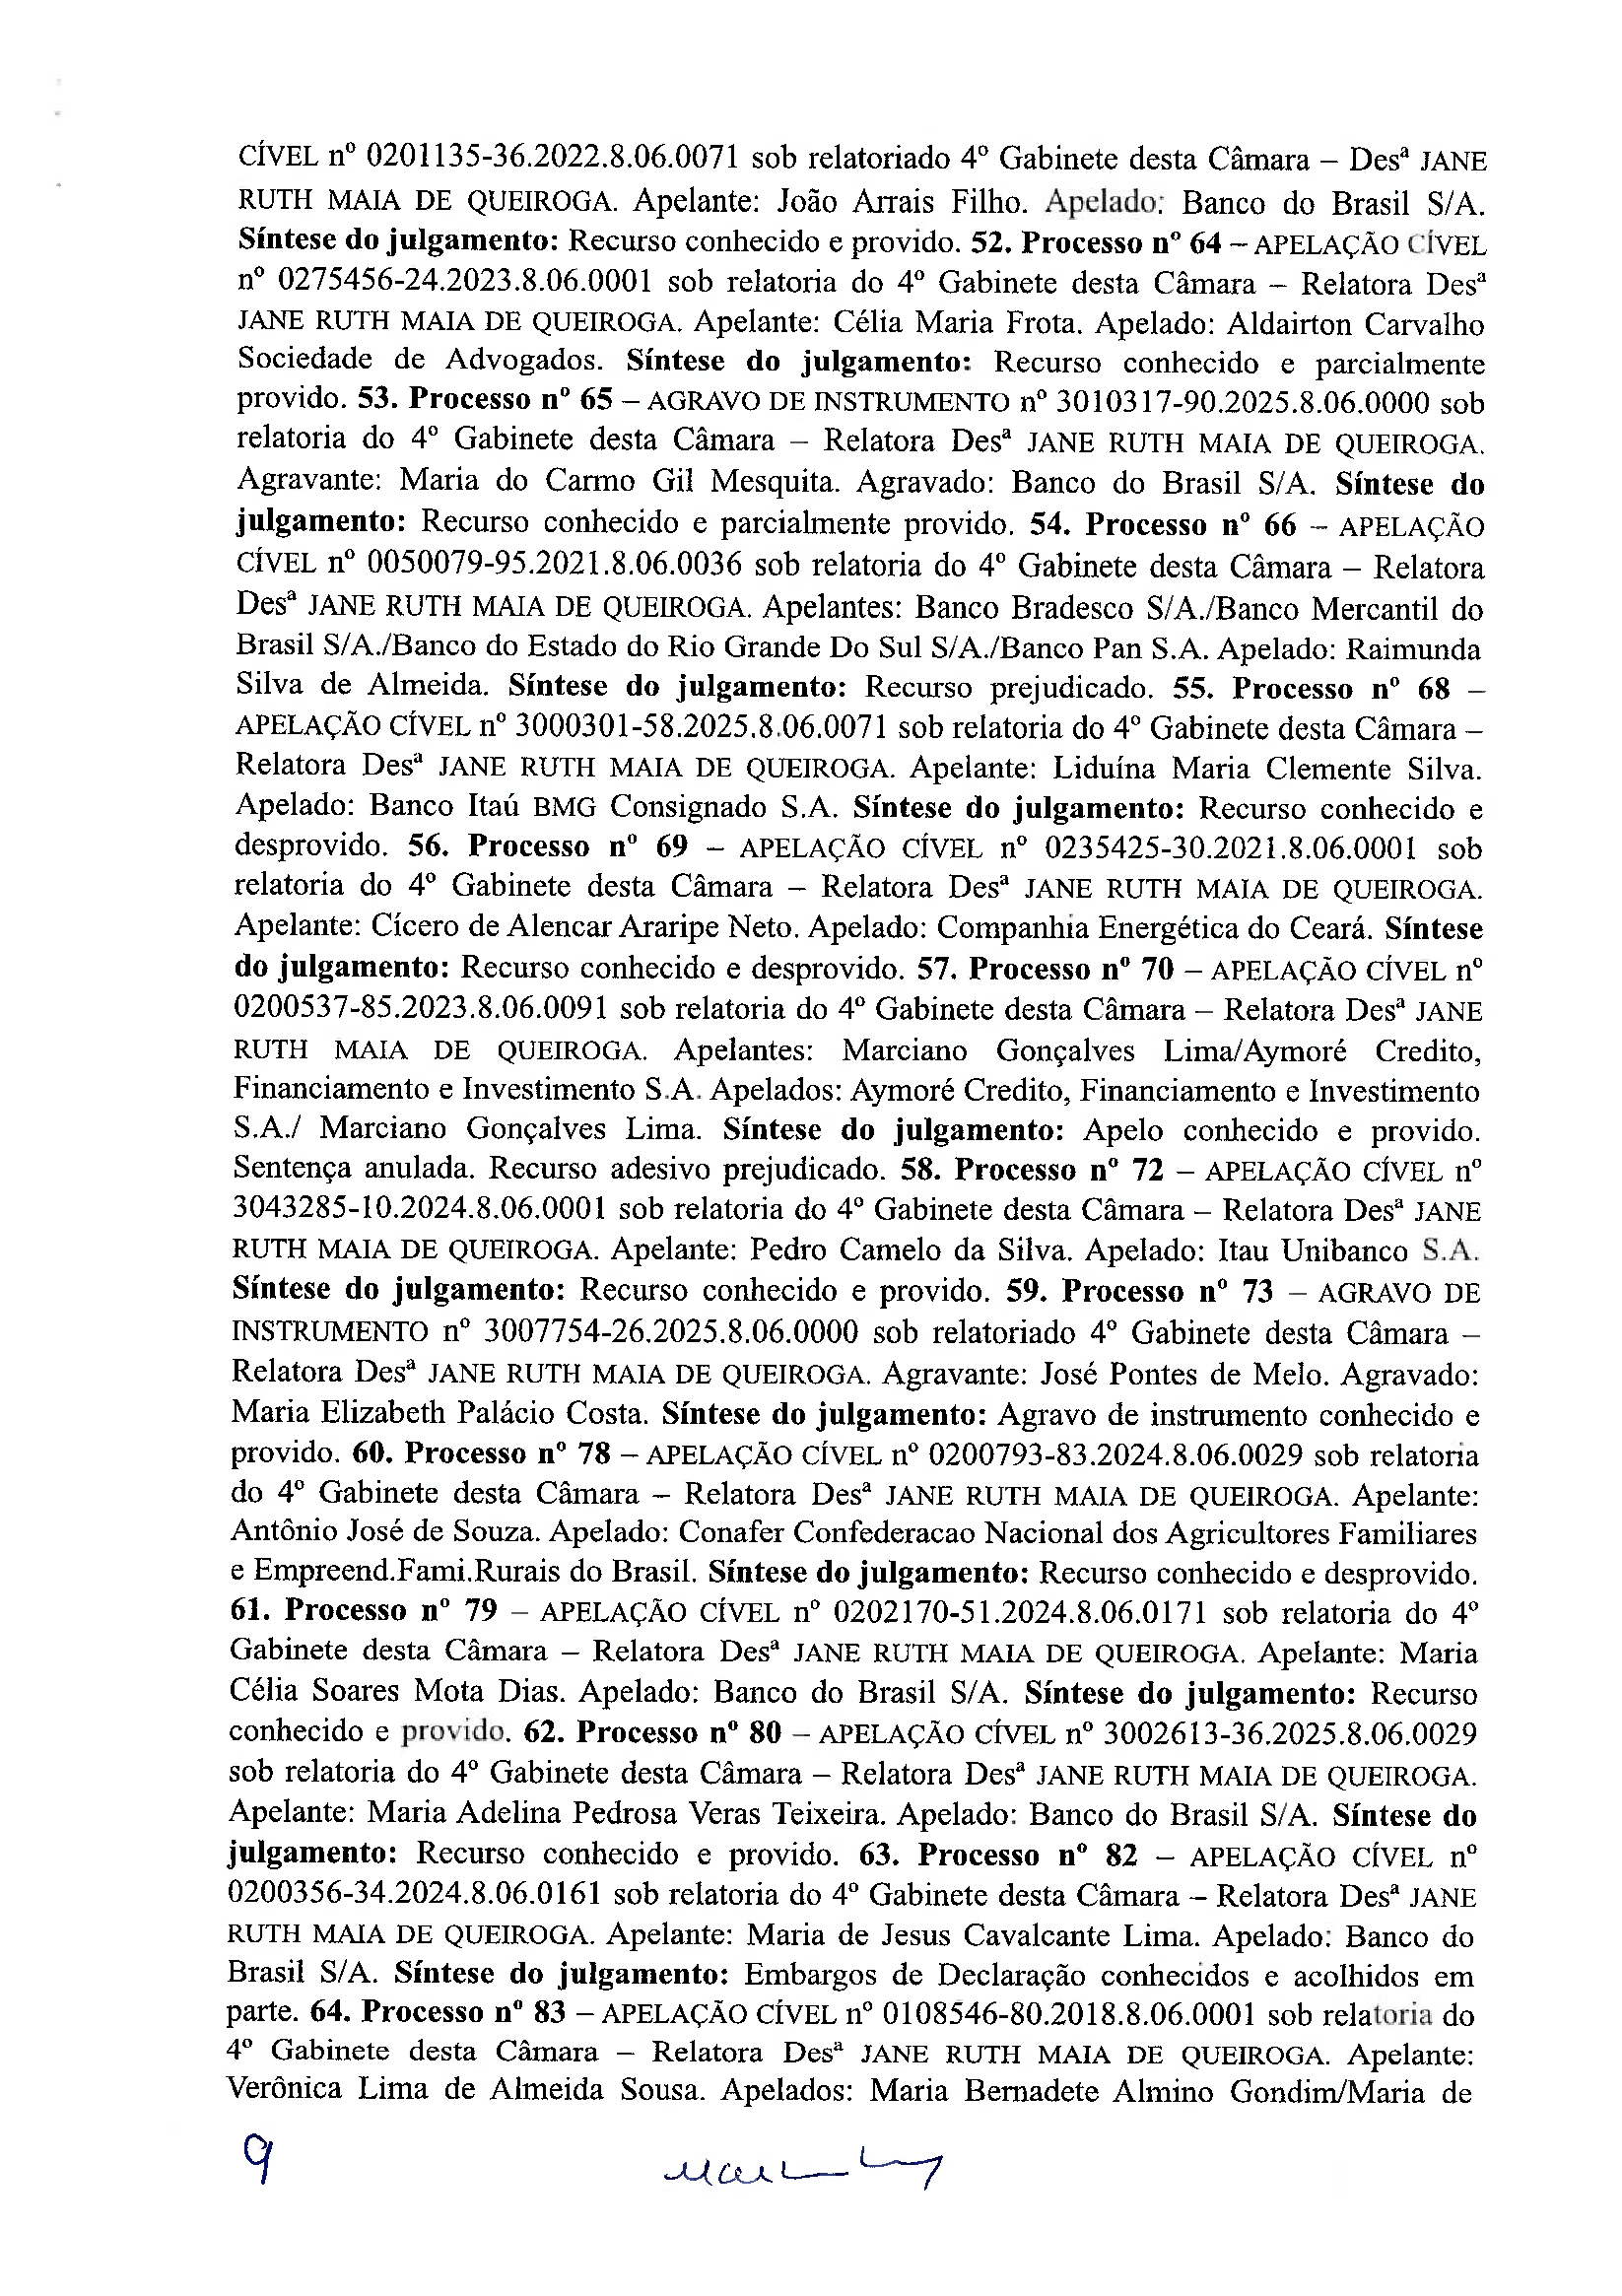 CÍVEL nº 0201135-36.2022.8.06.0071 sob relatoriado 4º Gabinete desta Câmara – Desª JANE
RUTH MAIA DE QUEIROGA. Apelante: João Arrais Filho. Apelado: Banco do Brasil S/A.
Síntese do julgamento: Recurso conhecido e provido. 52. Processo nº 64 – APELAÇÃO CÍVEL
nº 0275456-24.2023.8.06.0001 sob relatoria do 4º Gabinete desta Câmara – Relatora Desª
JANE RUTH MAIA DE QUEIROGA. Apelante: Célia Maria Frota. Apelado: Aldairton Carvalho
Sociedade de Advogados. Síntese do julgamento: Recurso conhecido e parcialmente
provido. 53. Processo nº 65 – AGRAVO DE INSTRUMENTO nº 3010317-90.2025.8.06.0000 sob
relatoria do 4º Gabinete desta Câmara – Relatora Desª JANE RUTH MAIA DE QUEIROGA.
Agravante: Maria do Carmo Gil Mesquita. Agravado: Banco do Brasil S/A. Síntese do
julgamento: Recurso conhecido e parcialmente provido. 54. Processo nº 66 – APELAÇÃO
CÍVEL nº 0050079-95.2021.8.06.0036 sob relatoria do 4º Gabinete desta Câmara – Relatora
Desª JANE RUTH MAIA DE QUEIROGA. Apelantes: Banco Bradesco S/A./Banco Mercantil do
Brasil S/A./Banco do Estado do Rio Grande Do Sul S/A./Banco Pan S.A. Apelado: Raimunda
Silva de Almeida. Síntese do julgamento: Recurso prejudicado. 55. Processo nº 68 –
APELAÇÃO CÍVEL nº 3000301-58.2025.8.06.0071 sob relatoria do 4º Gabinete desta Câmara –
Relatora Desª JANE RUTH MAIA DE QUEIROGA. Apelante: Liduína Maria Clemente Silva.
Apelado: Banco Itaú BMG Consignado S.A. Síntese do julgamento: Recurso conhecido e
desprovido. 56. Processo nº 69 – APELAÇÃO CÍVEL nº 0235425-30.2021.8.06.0001 sob
relatoria do 4º Gabinete desta Câmara – Relatora Desª JANE RUTH MAIA DE QUEIROGA.
Apelante: Cícero de Alencar Araripe Neto. Apelado: Companhia Energética do Ceará. Síntese
do julgamento: Recurso conhecido e desprovido. 57. Processo nº 70 – APELAÇÃO CÍVEL nº
0200537-85.2023.8.06.0091 sob relatoria do 4º Gabinete desta Câmara – Relatora Desª JANE
RUTH MAIA DE QUEIROGA. Apelantes: Marciano Gonçalves Lima/Aymoré Credito,
Financiamento e Investimento S.A. Apelados: Aymoré Credito, Financiamento e Investimento
S.A./ Marciano Gonçalves Lima. Síntese do julgamento: Apelo conhecido e provido.
Sentença anulada. Recurso adesivo prejudicado. 58. Processo nº 72 – APELAÇÃO CÍVEL nº
3043285-10.2024.8.06.0001 sob relatoria do 4º Gabinete desta Câmara – Relatora Desª JANE
RUTH MAIA DE QUEIROGA. Apelante: Pedro Camelo da Silva. Apelado: Itau Unibanco S.A.
Síntese do julgamento: Recurso conhecido e provido. 59. Processo nº 73 – AGRAVO DE
INSTRUMENTO nº 3007754-26.2025.8.06.0000 sob relatoriado 4º Gabinete desta Câmara –
Relatora Desª JANE RUTH MAIA DE QUEIROGA. Agravante: José Pontes de Melo. Agravado:
Maria Elizabeth Palácio Costa. Síntese do julgamento: Agravo de instrumento conhecido e
provido. 60. Processo nº 78 – APELAÇÃO CÍVEL nº 0200793-83.2024.8.06.0029 sob relatoria
do 4º Gabinete desta Câmara – Relatora Desª JANE RUTH MAIA DE QUEIROGA. Apelante:
Antônio José de Souza. Apelado: Conafer Confederacao Nacional dos Agricultores Familiares
e Empreend.Fami.Rurais do Brasil. Síntese do julgamento: Recurso conhecido e desprovido.
61. Processo nº 79 – APELAÇÃO CÍVEL nº 0202170-51.2024.8.06.0171 sob relatoria do 4º
Gabinete desta Câmara – Relatora Desª JANE RUTH MAIA DE QUEIROGA. Apelante: Maria
Célia Soares Mota Dias. Apelado: Banco do Brasil S/A. Síntese do julgamento: Recurso
conhecido e provido. 62. Processo nº 80 – APELAÇÃO CÍVEL nº 3002613-36.2025.8.06.0029
sob relatoria do 4º Gabinete desta Câmara – Relatora Desª JANE RUTH MAIA DE QUEIROGA.
Apelante: Maria Adelina Pedrosa Veras Teixeira. Apelado: Banco do Brasil S/A. Síntese do
julgamento: Recurso conhecido e provido. 63. Processo nº 82 – APELAÇÃO CÍVEL nº
0200356-34.2024.8.06.0161 sob relatoria do 4º Gabinete desta Câmara – Relatora Desª JANE
RUTH MAIA DE QUEIROGA. Apelante: Maria de Jesus Cavalcante Lima. Apelado: Banco do
Brasil S/A. Síntese do julgamento: Embargos de Declaração conhecidos e acolhidos em
parte. 64. Processo nº 83 – APELAÇÃO CÍVEL nº 0108546-80.2018.8.06.0001 sob relatoria do
4º Gabinete desta Câmara – Relatora Desª JANE RUTH MAIA DE QUEIROGA. Apelante:
Verônica Lima de Almeida Sousa. Apelados: Maria Bernadete Almino Gondim/Maria de
9